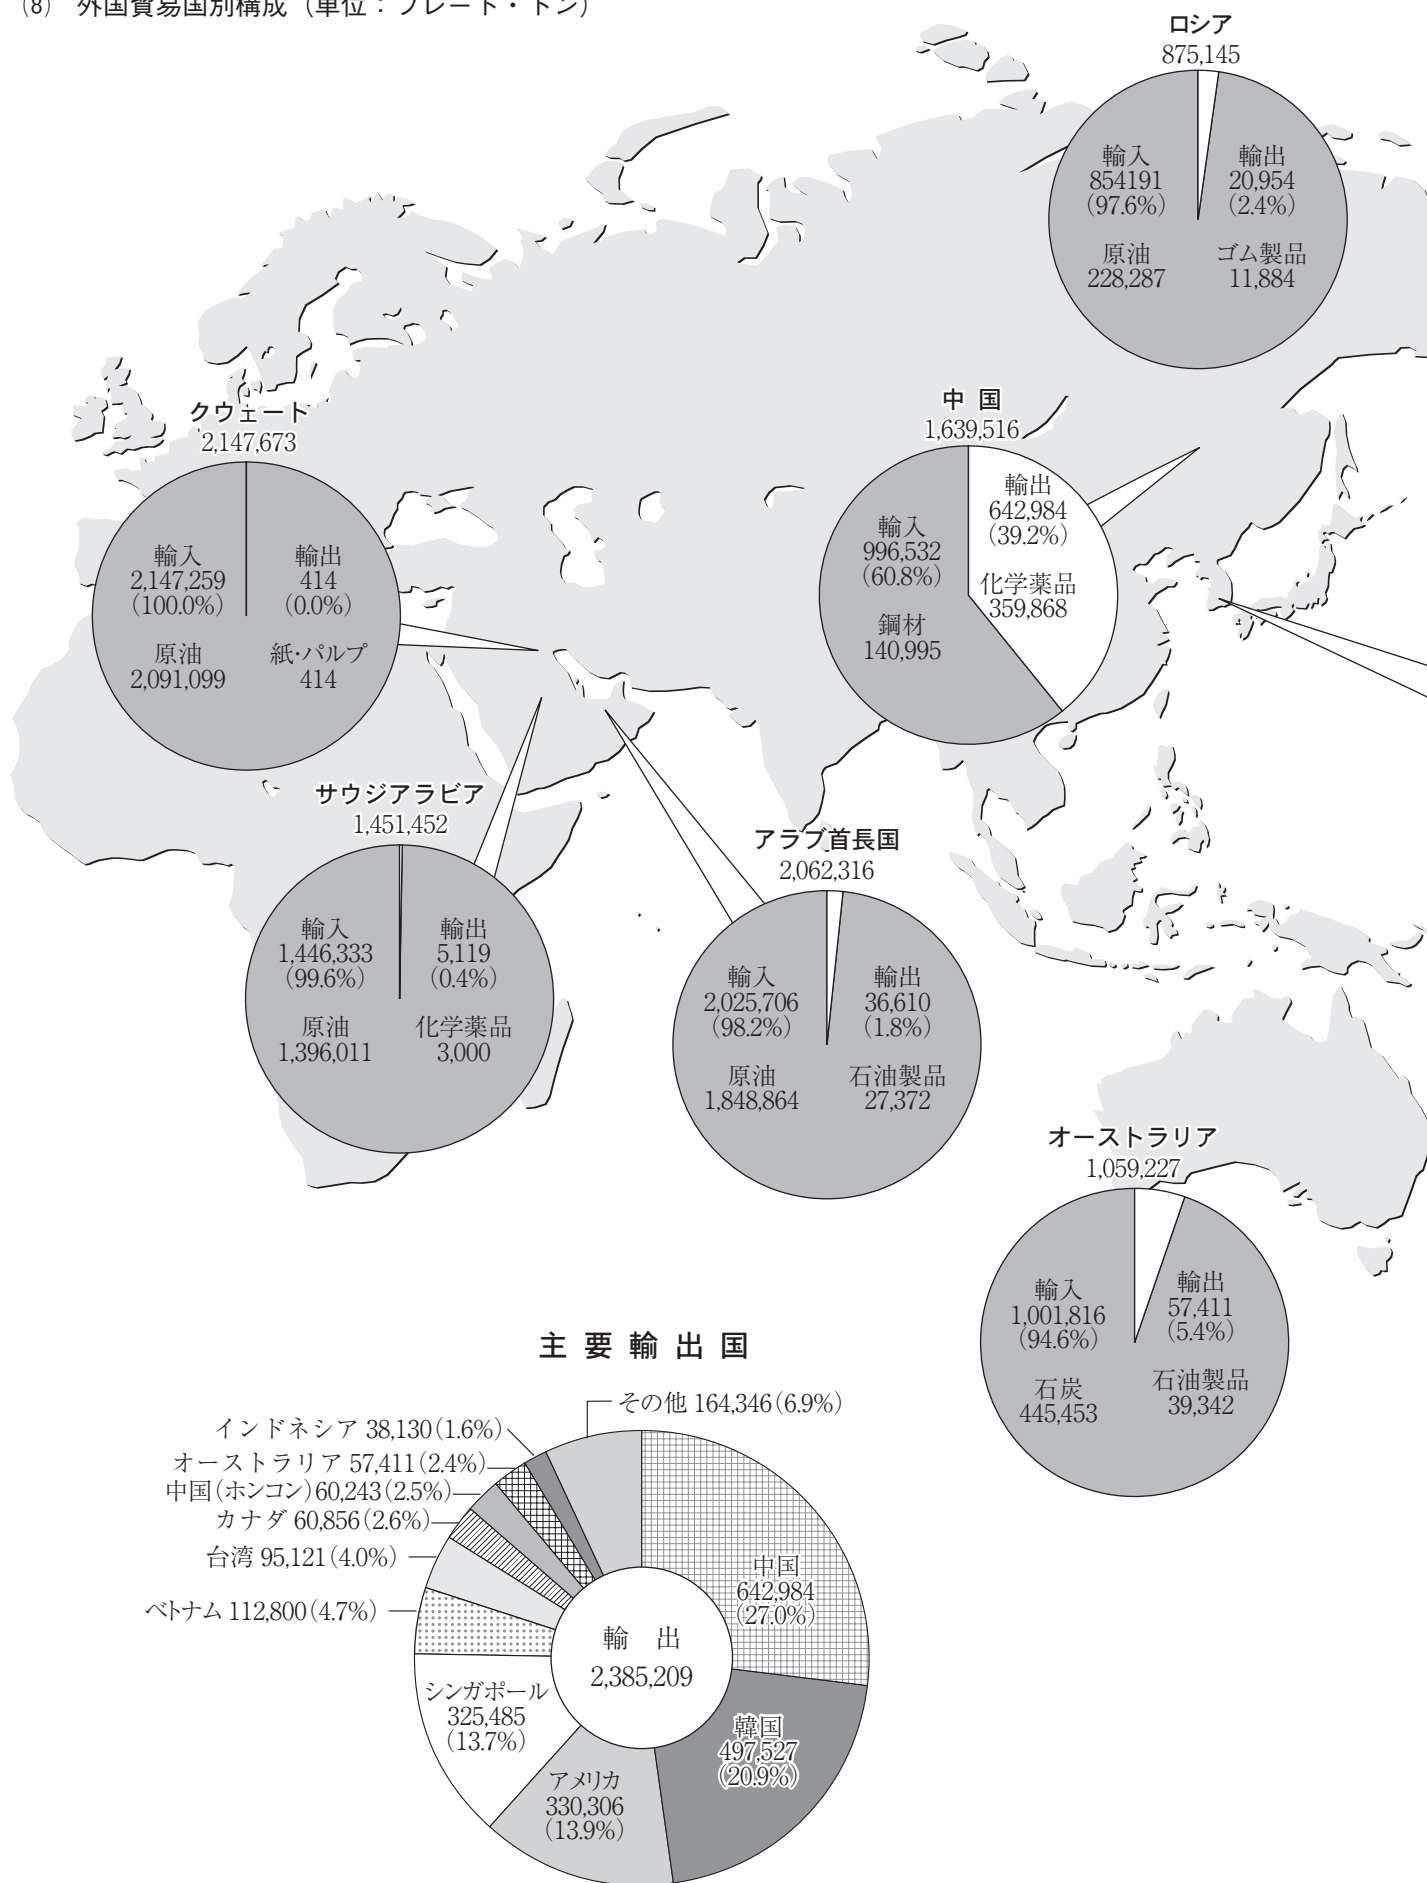 (8) 外国貿易国別構成（単位：フレート・トン）
ロシア
875,145
輸入
854191
(97.6%)
原油
228,287
輸出
20,954
(2.4%)
ゴム製品
11,884
中 国
1,639,516
輸入
996,532
(60.8%)
鋼材
140,995
輸出
642,984
(39.2%)
化学薬品
359,868
クウェート
2,147,673
輸入
2,147,259
(100.0%)
原油
2,091,099
輸出
414
(0.0%)
紙・パルプ
414
サウジアラビア
1,451,452
輸入
1,446,333
(99.6%)
原油
1,396,011
輸出
5,119
(0.4%)
化学薬品
3,000
アラブ首長国
2,062,316
輸入
2,025,706
(98.2%)
原油
1,848,864
輸出
36,610
(1.8%)
石油製品
27,372
オーストラリア
1,059,227
輸入
1,001,816
(94.6%)
石炭
445,453
輸出
57,411
(5.4%)
石油製品
39,342
主 要 輸 出 国
その他 164,346(6.9%)
インドネシア 38,130(1.6%)
オーストラリア 57,411(2.4%)
中国(ホンコン)60,243(2.5%)
カナダ 60,856(2.6%)
台湾 95,121(4.0%)
ベトナム 112,800(4.7%)
シンガポール
325,485
(13.7%)
アメリカ
330,306
(13.9%)
韓国
497,527
(20.9%)
中国
642,984
(27.0%)
輸 出
2,385,209